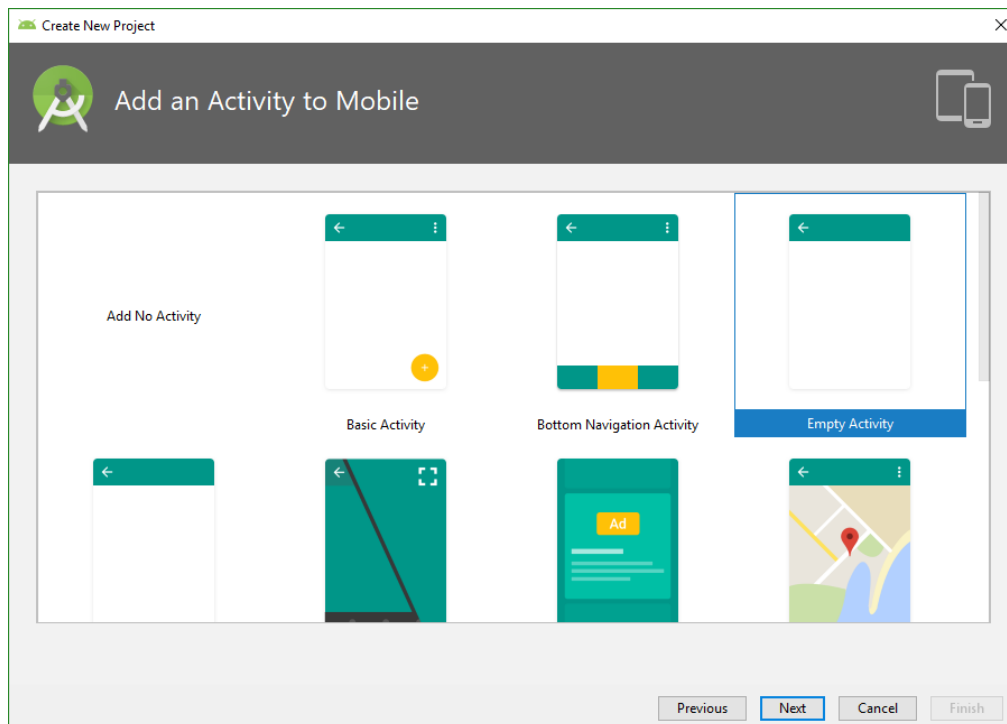 Create New Project
Add an Activity to Mobile
Add No Activity
Basic Activity
Bottom Navigation Activity
Empty Activity
Ad
Previous
Next
Cancel
Finish